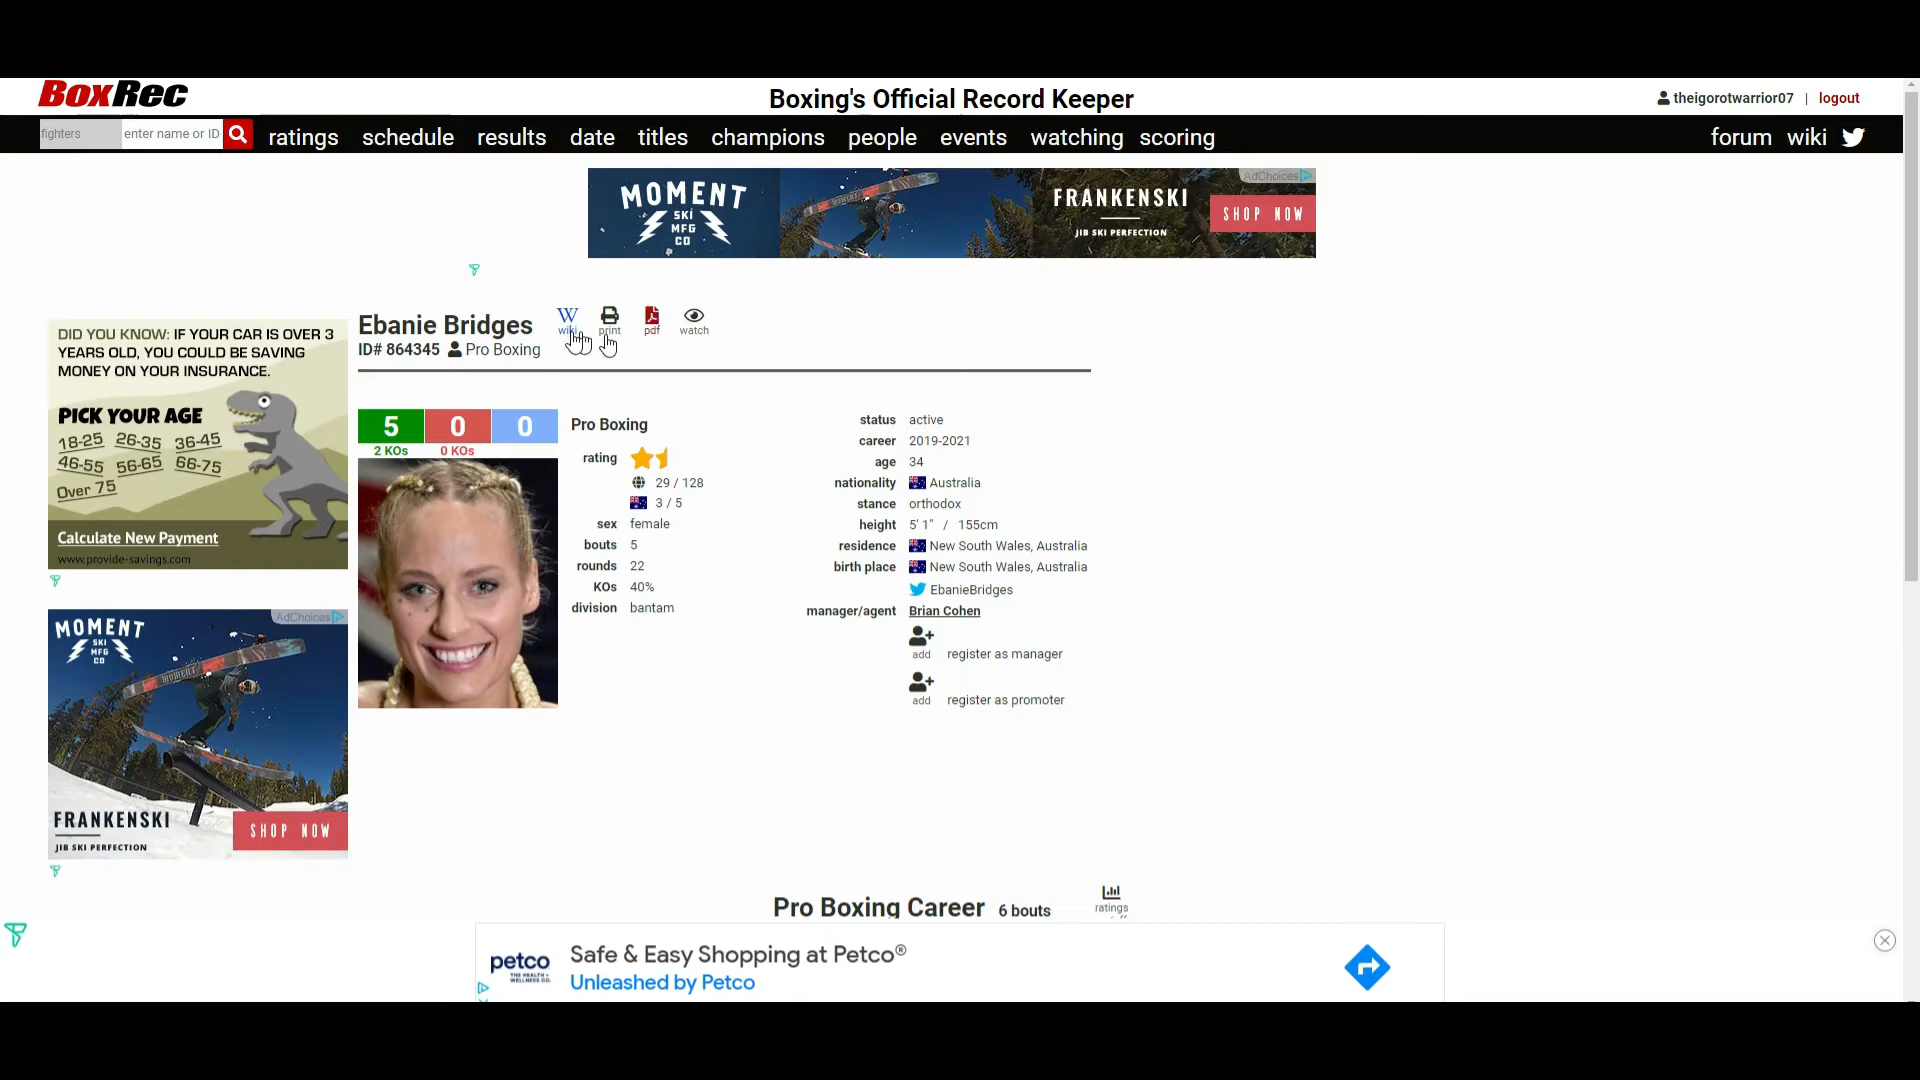 BoxRec
Boxing's Official Record Keeper
theigorotwarrior07 | logout
fighters enter name or ID ratings schedule results date titles champions people events watching scoring forum wiki
MOMENT
SKI
MFG
CO
FRANKENSKI
JIB SKI PERFECTION
AdChoices
SHOP NOW
Ebanie Bridges
W
wiki print pdf watch
ID# 864345 Pro Boxing
DID YOU KNOW: IF YOUR CAR IS OVER 3
YEARS OLD, YOU COULD BE SAVING
MONEY ON YOUR INSURANCE.
PICK YOUR AGE
18-25 26-35 36-45
46-55 56-65 66-75
Over 75
Calculate New Payment
www.provide-savings.com
AdChoices
MOMENT
SKI
MFG
CO
FRANKENSKI
JIB SKI PERFECTION
SHOP NOW
5 0 0
2 KOs 0 KOs
Pro Boxing
rating
29 / 128
3 / 5
sex female
bouts 5
rounds 22
KOs 40%
division bantam
status active
career 2019-2021
age 34
nationality Australia
stance orthodox
height 5' 1" / 155cm
residence New South Wales, Australia
birth place New South Wales, Australia
EbanieBridges
manager/agent Brian Cohen
add register as manager
add register as promoter
Pro Boxing Career 6 bouts
ratings
petco
THE HEALTH +
WELLNESS CO.
Safe & Easy Shopping at Petco®
Unleashed by Petco